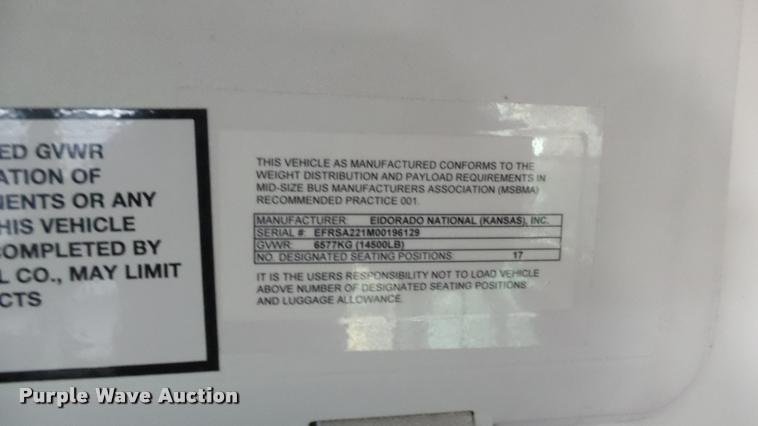 ED GVWR
ATION OF
ENTS OR ANY
HIS VEHICLE
COMPLETED BY
L CO., MAY LIMIT
CTS
THIS VEHICLE AS MANUFACTURED CONFORMS TO THE
WEIGHT DISTRIBUTION AND PAYLOAD REQUIREMENTS IN
MID-SIZE BUS MANUFACTURERS ASSOCIATION (MSBMA)
RECOMMENDED PRACTICE 001.
MANUFACTURER: ElDORADO NATIONAL (KANSAS), INC.
SERIAL #: EFRSA221M00196129
GVWR: 6577KG (14500LB)
NO. DESIGNATED SEATING POSITIONS: 17
IT IS THE USERS RESPONSIBILITY NOT TO LOAD VEHICLE
ABOVE NUMBER OF DESIGNATED SEATING POSITIONS
AND LUGGAGE ALLOWANCE.
Purple Wave Auction